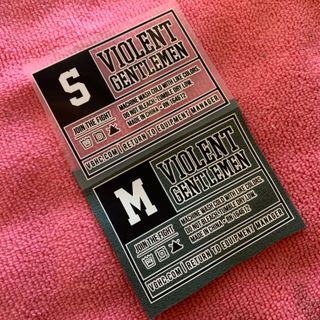 S
VIOLENT
GENTLEMEN
JOIN THE FIGHT
MACHINE WASH COLD WITH LIKE COLORS.
DO NOT BLEACH. TUMBLE DRY LOW.
MADE IN CHINA
VGHC.COM | RETURN TO EQUIPMENT MANAGER
M
VIOLENT
GENTLEMEN
JOIN THE FIGHT
MACHINE WASH COLD WITH LIKE COLORS.
DO NOT BLEACH. TUMBLE DRY LOW.
MADE IN CHINA
VGHC.COM | RETURN TO EQUIPMENT MANAGER